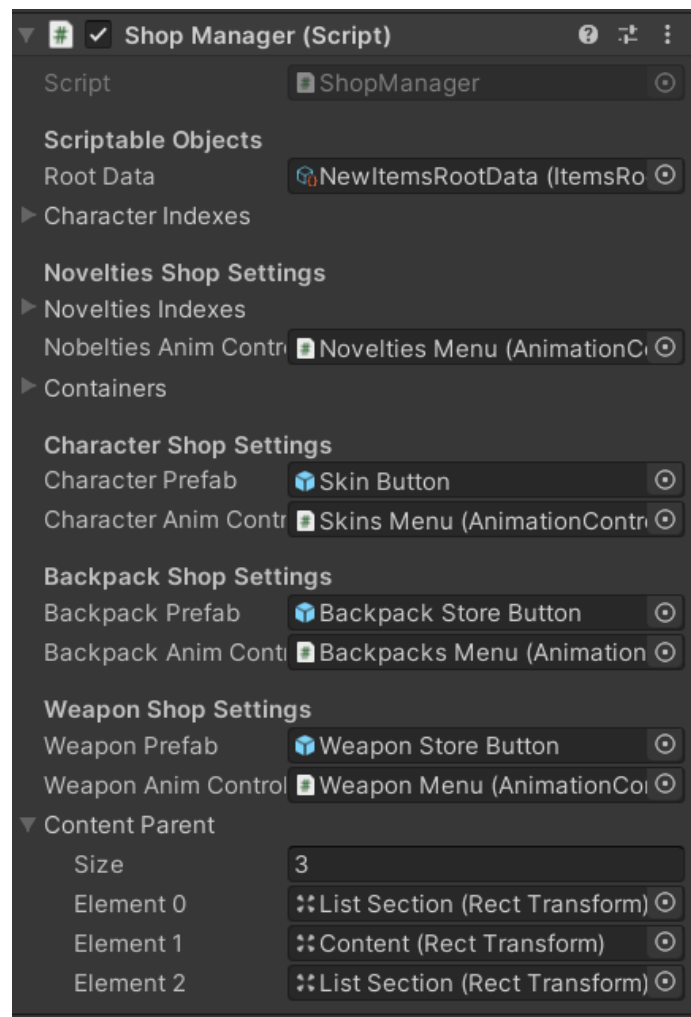 Shop Manager (Script)
Script ShopManager
Scriptable Objects
Root Data NewItemsRootData (ItemsRo
Character Indexes
Novelties Shop Settings
Novelties Indexes
Nobelties Anim Contr Novelties Menu (AnimationC
Containers
Character Shop Settings
Character Prefab Skin Button
Character Anim Contr Skins Menu (AnimationContr
Backpack Shop Settings
Backpack Prefab Backpack Store Button
Backpack Anim Cont Backpacks Menu (Animation
Weapon Shop Settings
Weapon Prefab Weapon Store Button
Weapon Anim Control Weapon Menu (AnimationCo
Content Parent
Size 3
Element 0 List Section (Rect Transform)
Element 1 Content (Rect Transform)
Element 2 List Section (Rect Transform)